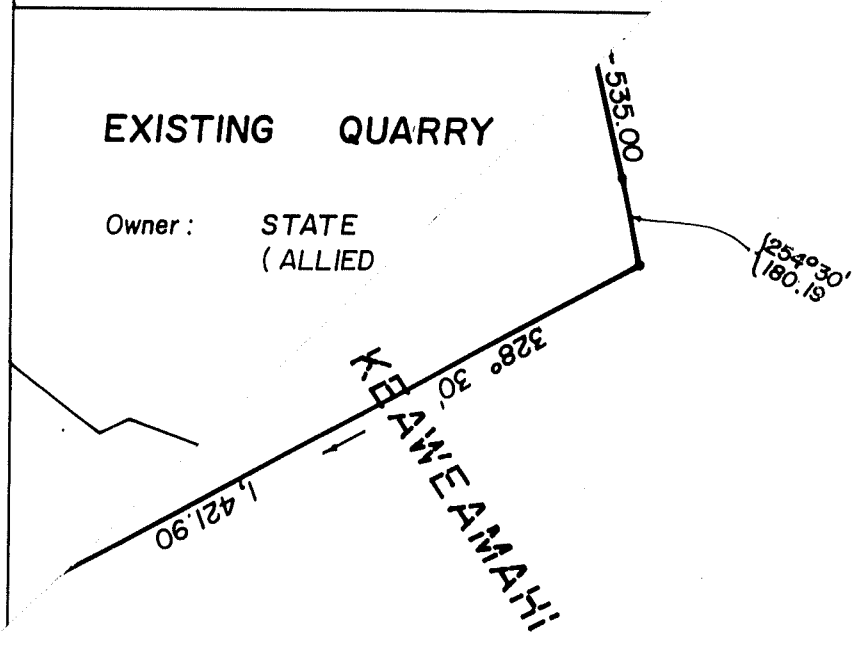 EXISTING QUARRY
Owner: STATE
(ALLIED
535.00
254°30'
180.19
328° 30'
1,421.90
KEAWEAMAHI